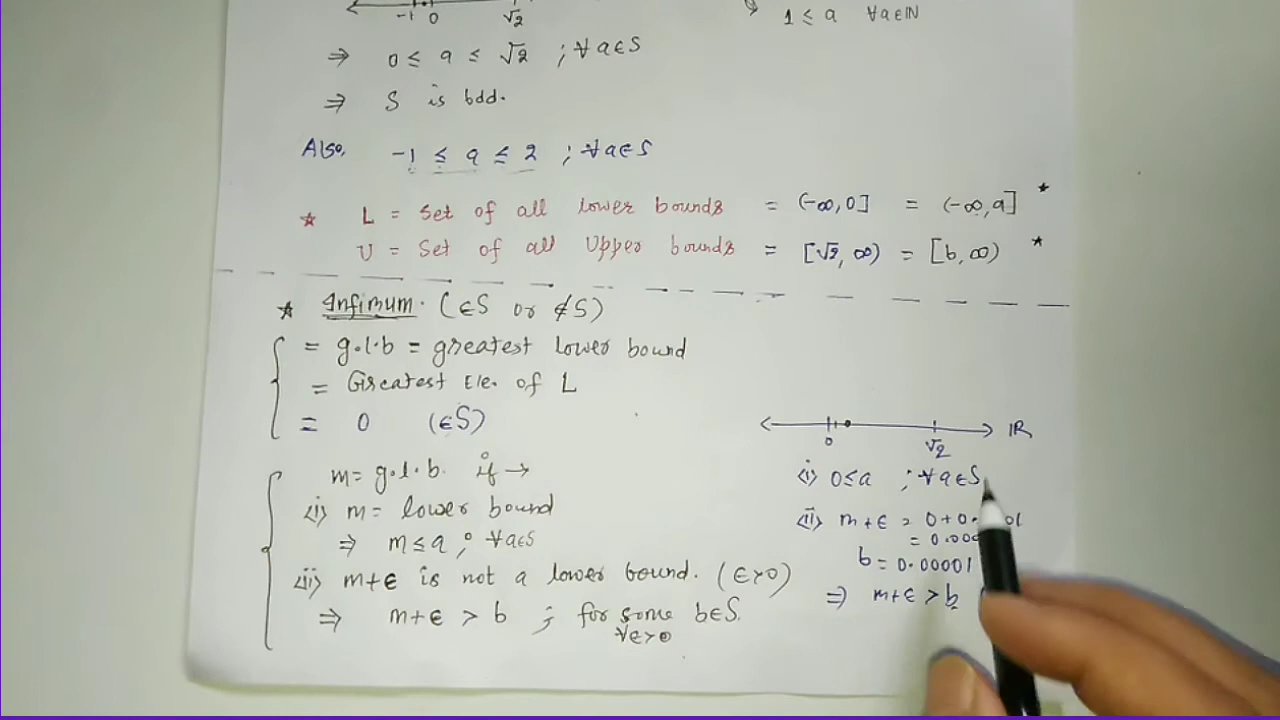 -1 0 √2
1 ≤ a ∀a∈ℕ
⇒ 0 ≤ a ≤ √2 ; ∀a∈S
⇒ S is bdd.
Also, -1 ≤ a ≤ 2 ; ∀a∈S
☆ L = Set of all lower bounds = (-∞, 0] = (-∞, a] *
U = Set of all Upper bounds = [√2, ∞) = [b, ∞) *
☆ Infimum. (∈S or ∉S)
= g.l.b = greatest lower bound
= Greatest Ele. of L
= 0 (∈S)
0 √2 ℝ
m = g.l.b. if →
<i> m = lower bound
⇒ m ≤ a ; ∀a∈S
<ii> m+ϵ is not a lower bound. (ϵ>0)
⇒ m+ϵ > b ; for some b∈S.
∀ϵ>0
<i> 0≤a ; ∀a∈S
<ii> m+ϵ = 0+0.
= 0.000
b = 0.00001
⇒ m+ϵ > b